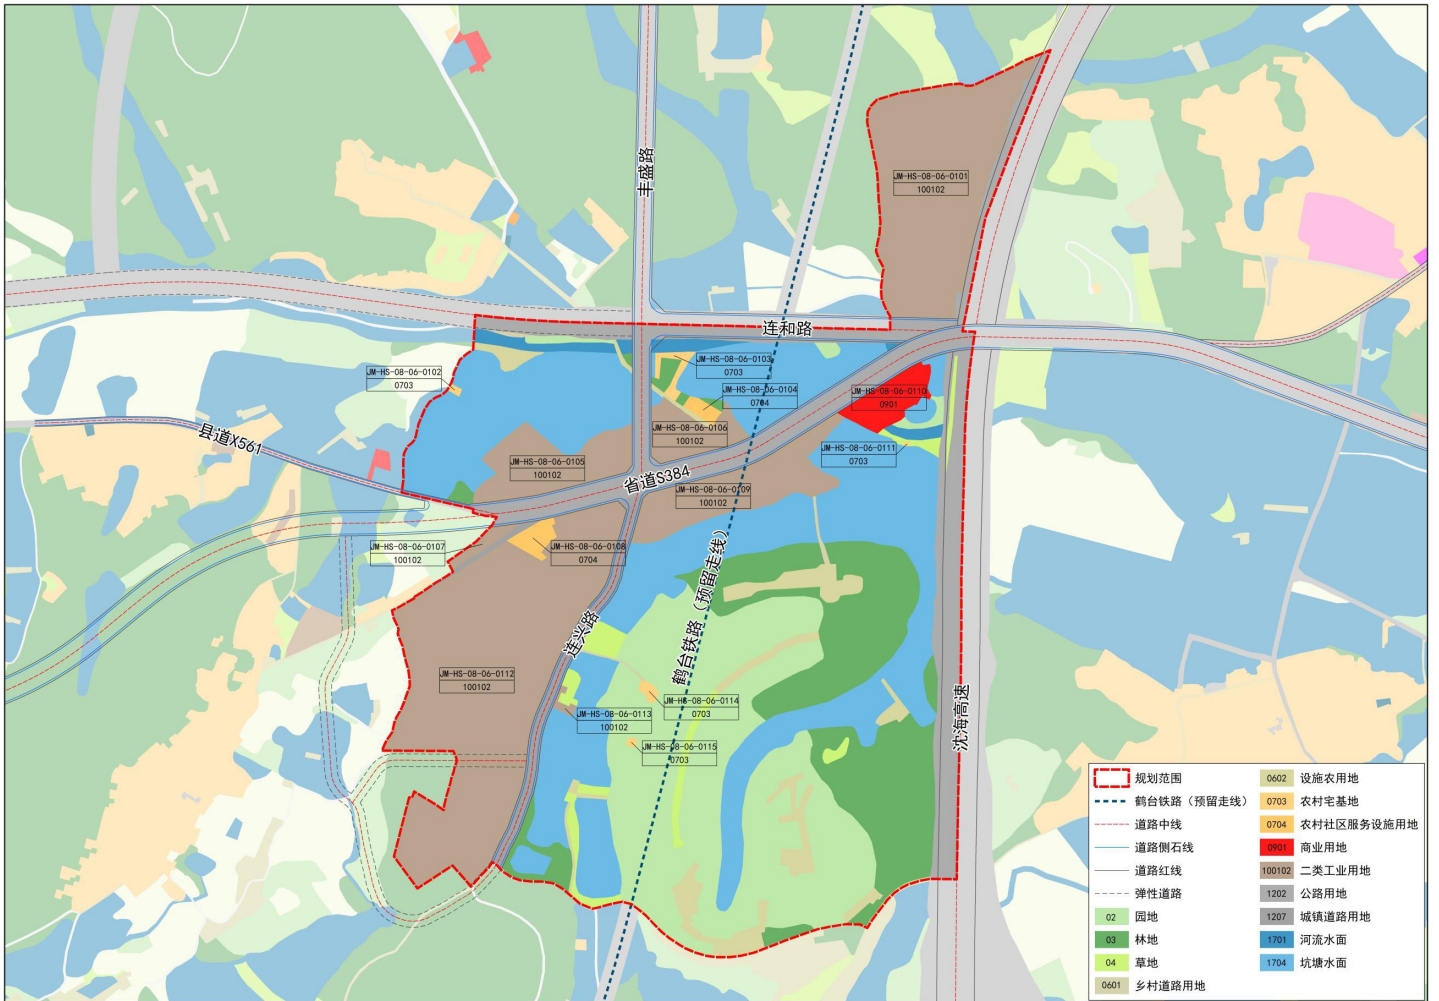 丰盛路
JM-HS-08-06-0101
100102
连和路
JM-HS-08-06-0102
0703
JM-HS-08-06-0103
0703
JM-HS-08-06-0104
0704
JM-HS-08-06-0110
0901
JM-HS-08-06-0106
100102
县道X561
JM-HS-08-06-0111
0703
JM-HS-08-06-0105
100102
省道S384
JM-HS-08-06-0109
100102
JM-HS-08-06-0107
100102
JM-HS-08-06-0108
0704
鹤台铁路（预留走线）
连兴路
JM-HS-08-06-0112
100102
JM-HS-08-06-0114
0703
JM-HS-08-06-0113
100102
沈海高速
JM-HS-08-06-0115
0703
规划范围
鹤台铁路（预留走线）
道路中线
道路侧石线
道路红线
弹性道路
02 园地
03 林地
04 草地
0601 乡村道路用地
0602 设施农用地
0703 农村宅基地
0704 农村社区服务设施用地
0901 商业用地
100102 二类工业用地
1202 公路用地
1207 城镇道路用地
1701 河流水面
1704 坑塘水面